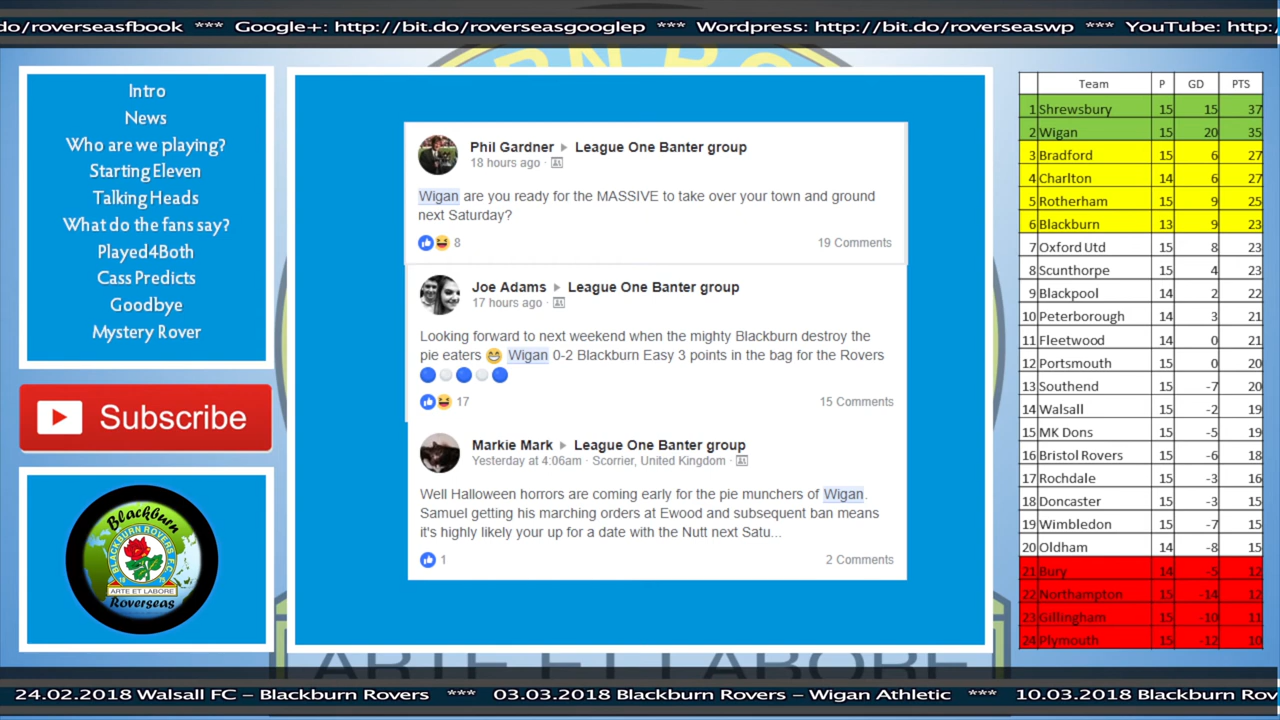 do/roverseasfbook *** Google+: http://bit.do/roverseasgooglep *** Wordpress: http://bit.do/roverseaswp *** YouTube: http:/
Intro
News
Who are we playing?
Starting Eleven
Talking Heads
What do the fans say?
Played4Both
Cass Predicts
Goodbye
Mystery Rover
Subscribe
Blackburn
BLACKBURN ROVERS F.C.
1875
ARTE ET LABORE
Roverseas
Phil Gardner ▸ League One Banter group
18 hours ago ·
Wigan are you ready for the MASSIVE to take over your town and ground
next Saturday?
8 19 Comments
Joe Adams ▸ League One Banter group
17 hours ago ·
Looking forward to next weekend when the mighty Blackburn destroy the
pie eaters 😁 Wigan 0-2 Blackburn Easy 3 points in the bag for the Rovers
🔵⚪🔵⚪🔵
17 15 Comments
Markie Mark ▸ League One Banter group
Yesterday at 4:06am · Scorrier, United Kingdom ·
Well Halloween horrors are coming early for the pie munchers of Wigan.
Samuel getting his marching orders at Ewood and subsequent ban means
it's highly likely your up for a date with the Nutt next Satu...
1 2 Comments
Team P GD PTS
1 Shrewsbury 15 15 37
2 Wigan 15 20 35
3 Bradford 15 6 27
4 Charlton 14 6 27
5 Rotherham 15 9 25
6 Blackburn 13 9 23
7 Oxford Utd 15 8 23
8 Scunthorpe 15 4 23
9 Blackpool 14 2 22
10 Peterborough 14 3 21
11 Fleetwood 14 0 21
12 Portsmouth 15 0 20
13 Southend 15 -7 20
14 Walsall 15 -2 19
15 MK Dons 15 -5 19
16 Bristol Rovers 15 -6 18
17 Rochdale 15 -3 16
18 Doncaster 15 -3 15
19 Wimbledon 15 -7 15
20 Oldham 14 -8 15
21 Bury 14 -5 12
22 Northampton 15 -14 12
23 Gillingham 15 -10 11
24 Plymouth 15 -12 10
ARTE ET LABORE
24.02.2018 Walsall FC – Blackburn Rovers *** 03.03.2018 Blackburn Rovers – Wigan Athletic *** 10.03.2018 Blackburn Rov